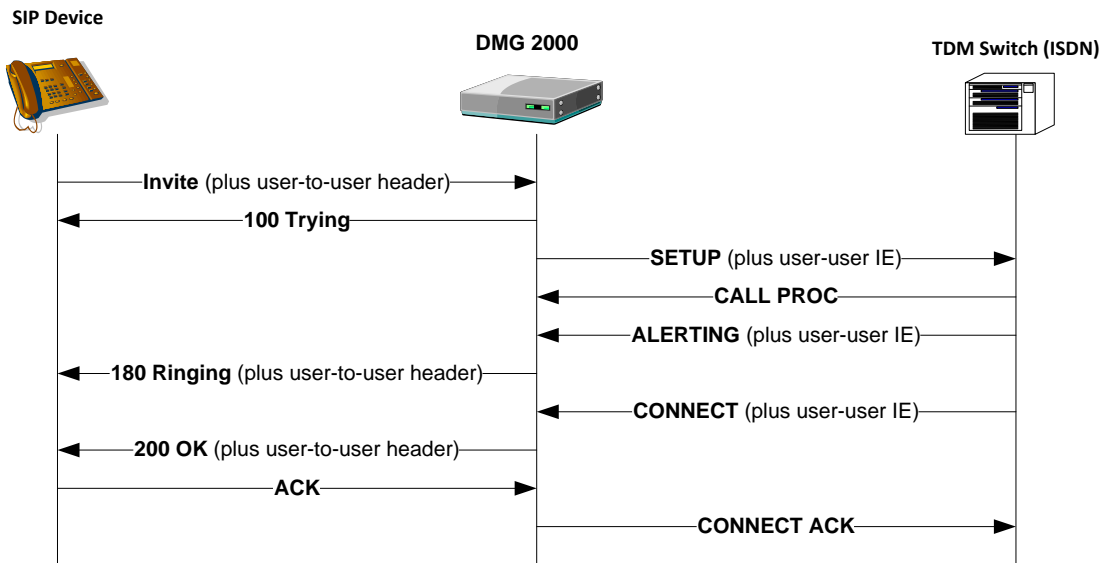 SIP Device
DMG 2000
TDM Switch (ISDN)
Invite (plus user-to-user header)
100 Trying
SETUP (plus user-user IE)
CALL PROC
ALERTING (plus user-user IE)
180 Ringing (plus user-to-user header)
CONNECT (plus user-user IE)
200 OK (plus user-to-user header)
ACK
CONNECT ACK